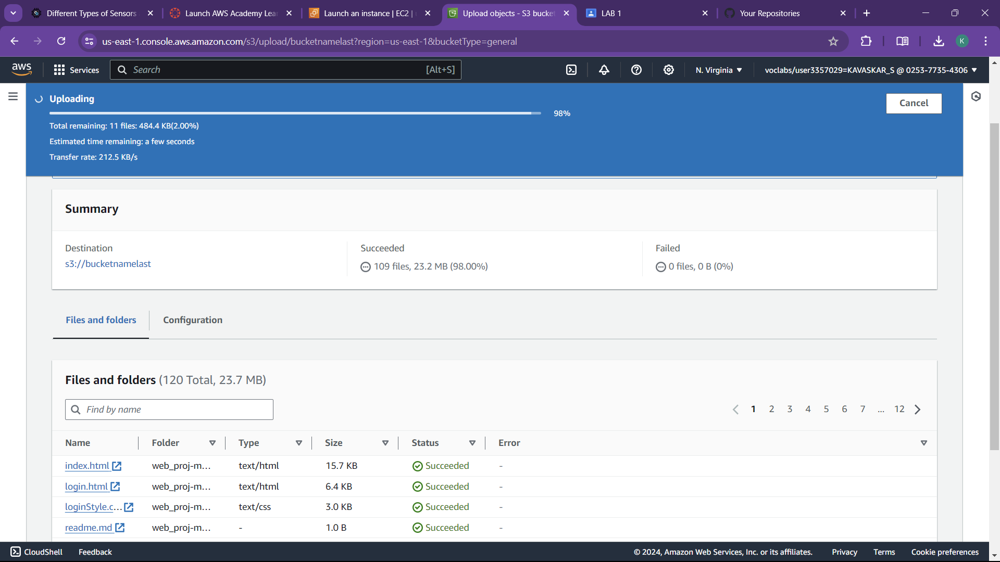 Different Types of Sensors
Launch AWS Academy Lea
Launch an instance | EC2 |
Upload objects - S3 bucket
LAB 1
Your Repositories
us-east-1.console.aws.amazon.com/s3/upload/bucketnamelast?region=us-east-1&bucketType=general
K
aws
Services
Search
[Alt+S]
N. Virginia
voclabs/user3357029=KAVASKAR_S @ 0253-7735-4306
Uploading
98%
Cancel
Total remaining: 11 files: 484.4 KB(2.00%)
Estimated time remaining: a few seconds
Transfer rate: 212.5 KB/s
Summary
Destination
s3://bucketnamelast
Succeeded
109 files, 23.2 MB (98.00%)
Failed
0 files, 0 B (0%)
Files and folders
Configuration
Files and folders (120 Total, 23.7 MB)
Find by name
1 2 3 4 5 6 7 ... 12
Name Folder Type Size Status Error
index.html web_proj-m... text/html 15.7 KB Succeeded -
login.html web_proj-m... text/html 6.4 KB Succeeded -
loginStyle.c... web_proj-m... text/css 3.0 KB Succeeded -
readme.md web_proj-m... - 1.0 B Succeeded -
CloudShell Feedback © 2024, Amazon Web Services, Inc. or its affiliates. Privacy Terms Cookie preferences